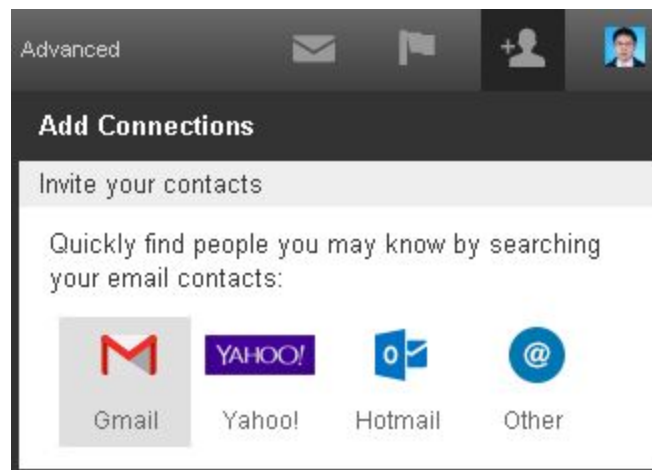 Advanced
Add Connections
Invite your contacts
Quickly find people you may know by searching
your email contacts:
YAHOO!
Gmail Yahoo! Hotmail Other